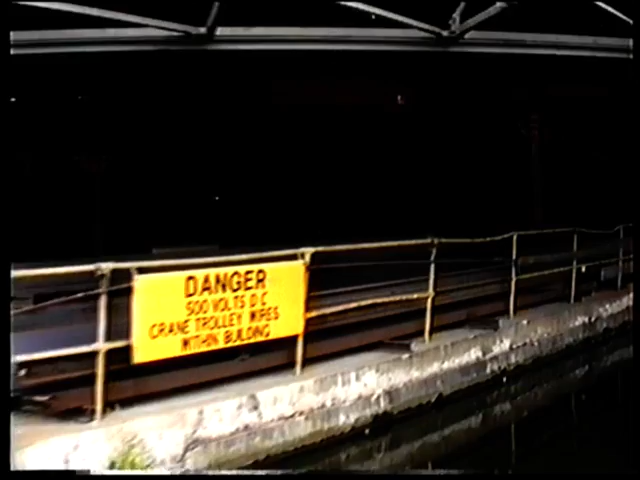 DANGER
500 VOLTS D C
CRANE TROLLEY WIRES
WITHIN BUILDING